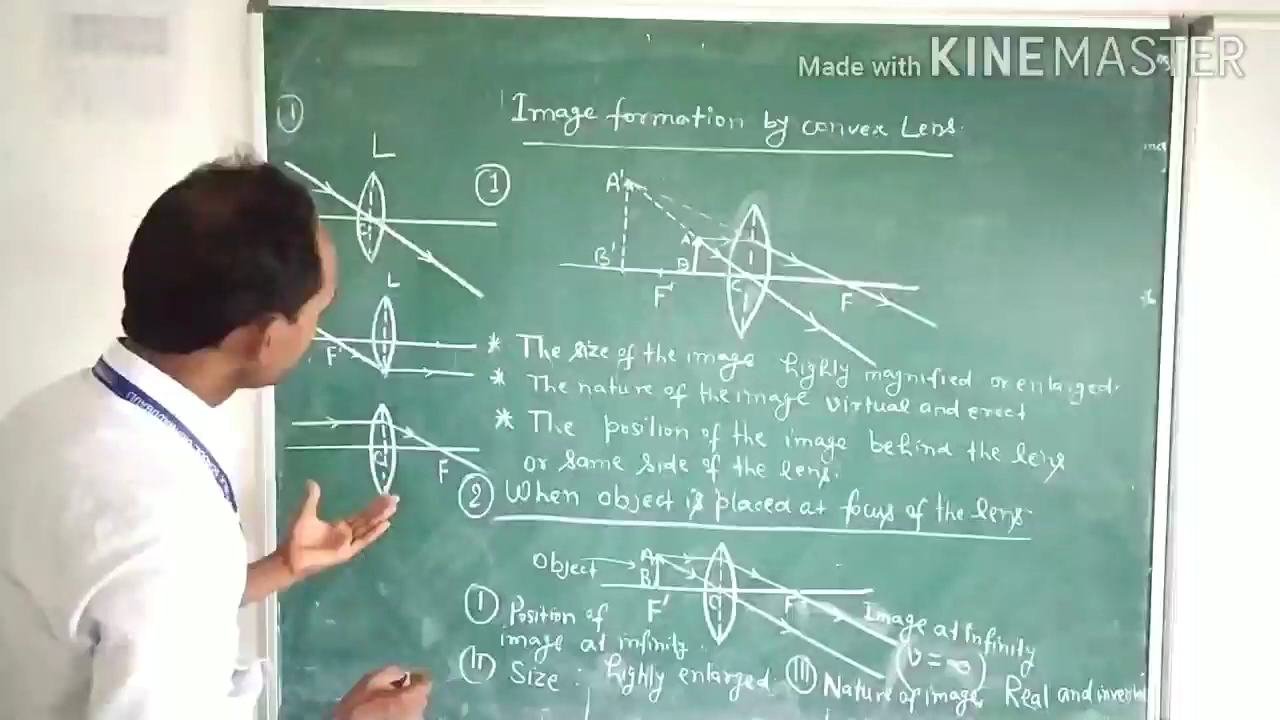 Made with KINEMASTER
Image formation by convex Lens.
1
L
C
L
F'
C
F
1
A'
B'
A
B
F'
C
F
* The size of the image highly magnified or enlarged.
* The nature of the image virtual and erect
* The position of the image behind the lens
or same side of the lens.
2 When object is placed at focus of the lens
Object
A
B
F'
C
F
Image at Infinity
(v = ∞)
I Position of
image at infinity.
II Size : highly enlarged.
III Nature of image Real and